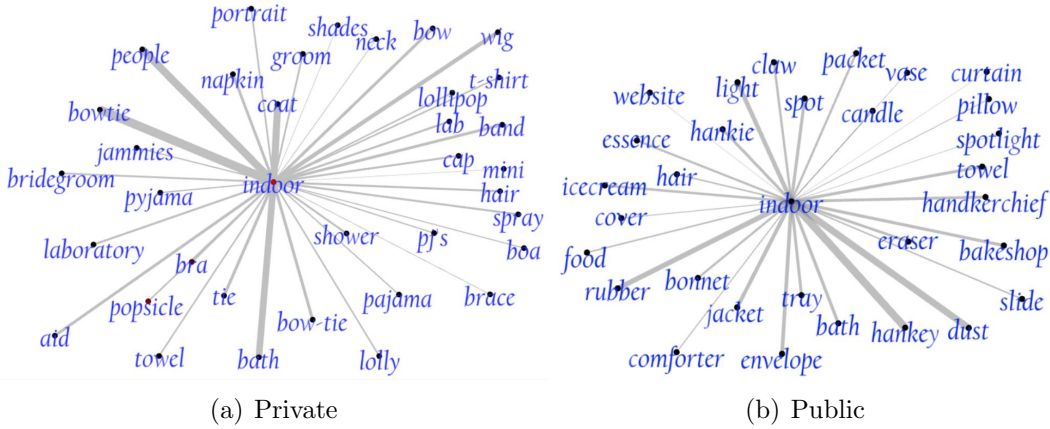 portrait
shades
neck
bow
wig
people
groom
napkin
coat
t-shirt
lollipop
bowtie
lab
band
jammies
cap
mini
bridegroom
pyjama
indoor
hair
spray
laboratory
shower
pj's
boa
bra
popsicle
tie
pajama
brace
aid
bow-tie
towel
bath
lolly
(a) Private
claw
packet
vase
curtain
website
light
spot
candle
pillow
essence
hankie
spotlight
hair
towel
icecream
indoor
handkerchief
cover
food
eraser
bakeshop
rubber
bonnet
tray
slide
jacket
bath
hankey
dust
comforter
envelope
(b) Public